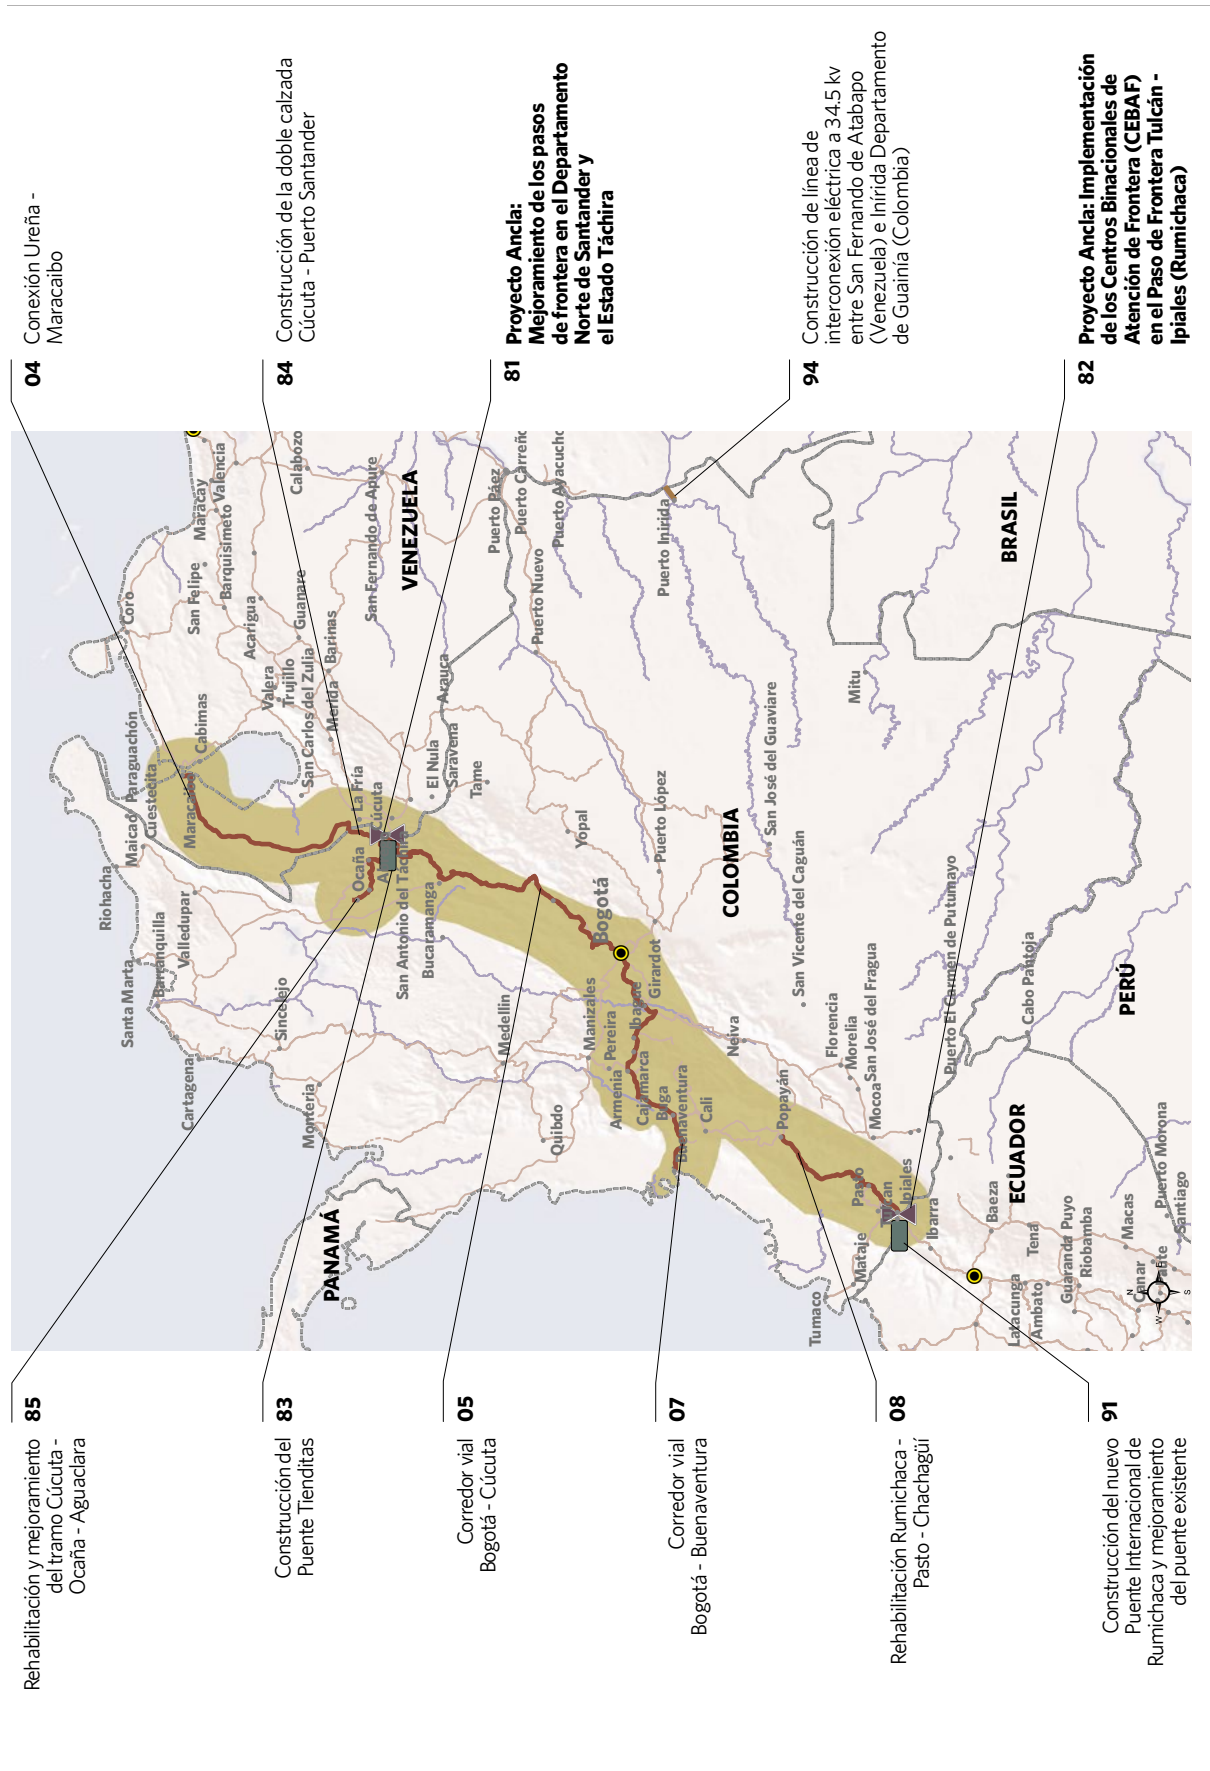 04
Conexión Ureña -
Maracaibo
84
Construcción de la doble calzada
Cúcuta - Puerto Santander
81
Proyecto Ancla:
Mejoramiento de los pasos
de frontera en el Departamento
Norte de Santander y
el Estado Táchira
94
Construcción de línea de
interconexión eléctrica a 34.5 kv
entre San Fernando de Atabapo
(Venezuela) e Inírida Departamento
de Guainía (Colombia)
82
Proyecto Ancla: Implementación
de los Centros Binacionales de
Atención de Frontera (CEBAF)
en el Paso de Frontera Tulcán -
Ipiales (Rumichaca)
85
Rehabilitación y mejoramiento
del tramo Cúcuta -
Ocaña - Aguaclara
83
Construcción del
Puente Tienditas
05
Corredor vial
Bogotá - Cúcuta
07
Corredor vial
Bogotá - Buenaventura
08
Rehabilitación Rumichaca -
Pasto - Chachagüí
91
Construcción del nuevo
Puente Internacional de
Rumichaca y mejoramiento
del puente existente
PANAMÁ
VENEZUELA
COLOMBIA
BRASIL
ECUADOR
PERÚ
Riohacha
Maicao
Paraguachón
Cuestecita
Santa Marta
Barranquilla
Valledupar
Cartagena
Sincelejo
Montería
Coro
Maracaibo
Cabimas
San Felipe
Maracay
Valencia
Barquisimeto
Acarigua
Calabozo
Guanare
Valera
Trujillo
San Carlos del Zulia
Merida
Barinas
San Fernando de Apure
La Fría
Cúcuta
Ocaña
San Antonio del Táchira
Bucaramanga
El Nula
Saravena
Arauca
Tame
Puerto Páez
Puerto Carreño
Puerto Ayacucho
Puerto Nuevo
Puerto Inírida
Medellin
Quibdo
Manizales
Pereira
Armenia
Cajamarca
Ibague
Buga
Buenaventura
Cali
Bogotá
Girardot
Yopal
Puerto López
San José del Guaviare
San Vicente del Caguán
Neiva
Popayán
Florencia
Morelia
San José del Fragua
Mocoa
Mitu
Puerto El Carmen de Putumayo
Cabo Pantoja
Pasto
Tulcan
Ipiales
Ibarra
Mataje
Tumaco
Baeza
Tena
Latacunga
Ambato
Guaranda
Puyo
Riobamba
Macas
Puerto Morona
Santiago
N
W
E
S